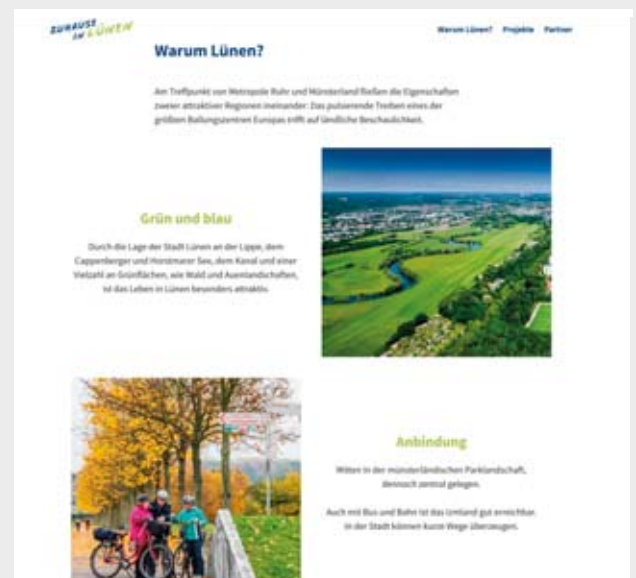 ZUHAUSE
IN LÜNEN
Warum Lünen? Projekte Partner
Warum Lünen?
Am Treffpunkt von Metropole Ruhr und Münsterland fließen die Eigenschaften
zweier attraktiver Regionen ineinander: Das pulsierende Treiben eines der
größten Ballungszentren Europas trifft auf ländliche Beschaulichkeit.
Grün und blau
Durch die Lage der Stadt Lünen an der Lippe, dem
Cappenberger und Horstmarer See, dem Kanal und einer
Vielzahl an Grünflächen, wie Wald und Auenlandschaften,
ist das Leben in Lünen besonders attraktiv.
Anbindung
Mitten in der münsterländischen Parklandschaft,
dennoch zentral gelegen.
Auch mit Bus und Bahn ist das Umland gut erreichbar.
In der Stadt können kurze Wege überzeugen.